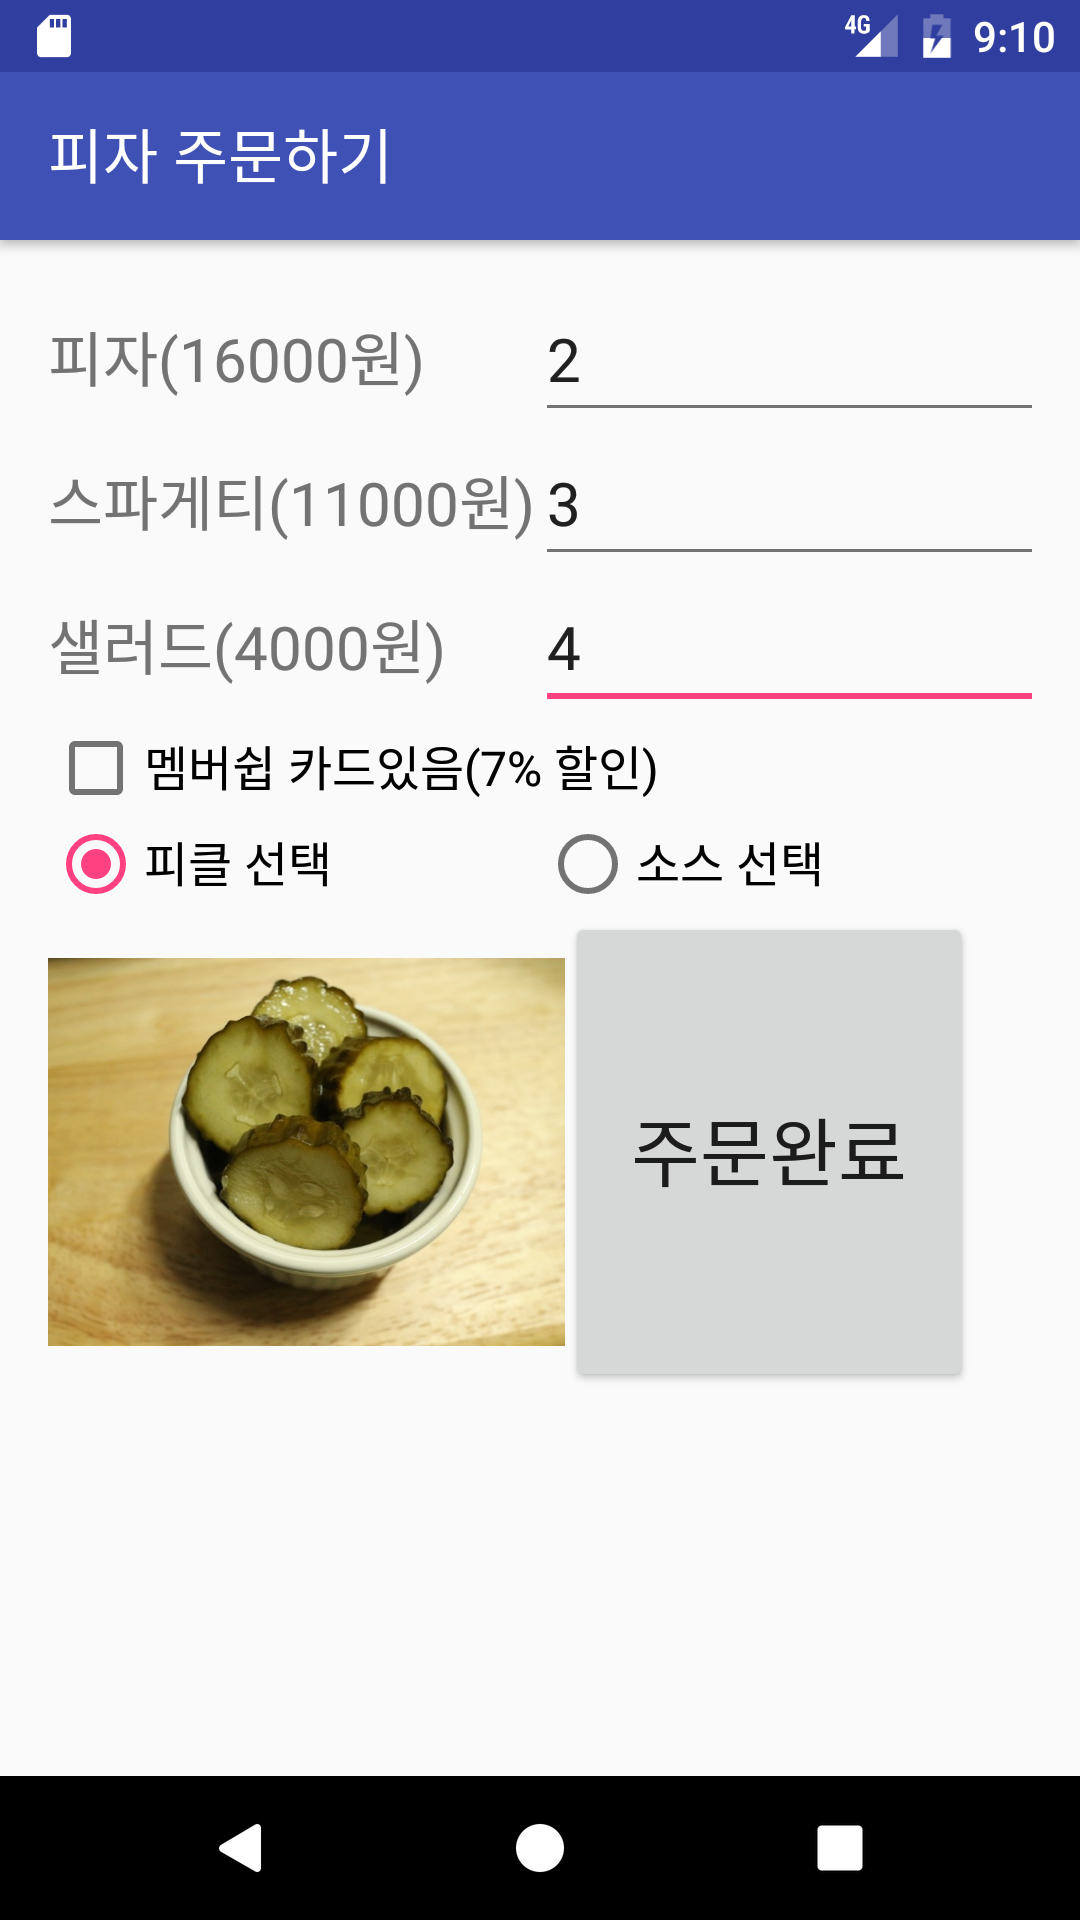 4G 9:10
피자 주문하기
피자(16000원) 2
스파게티(11000원) 3
샐러드(4000원) 4
멤버쉽 카드있음(7% 할인)
피클 선택 소스 선택
주문완료